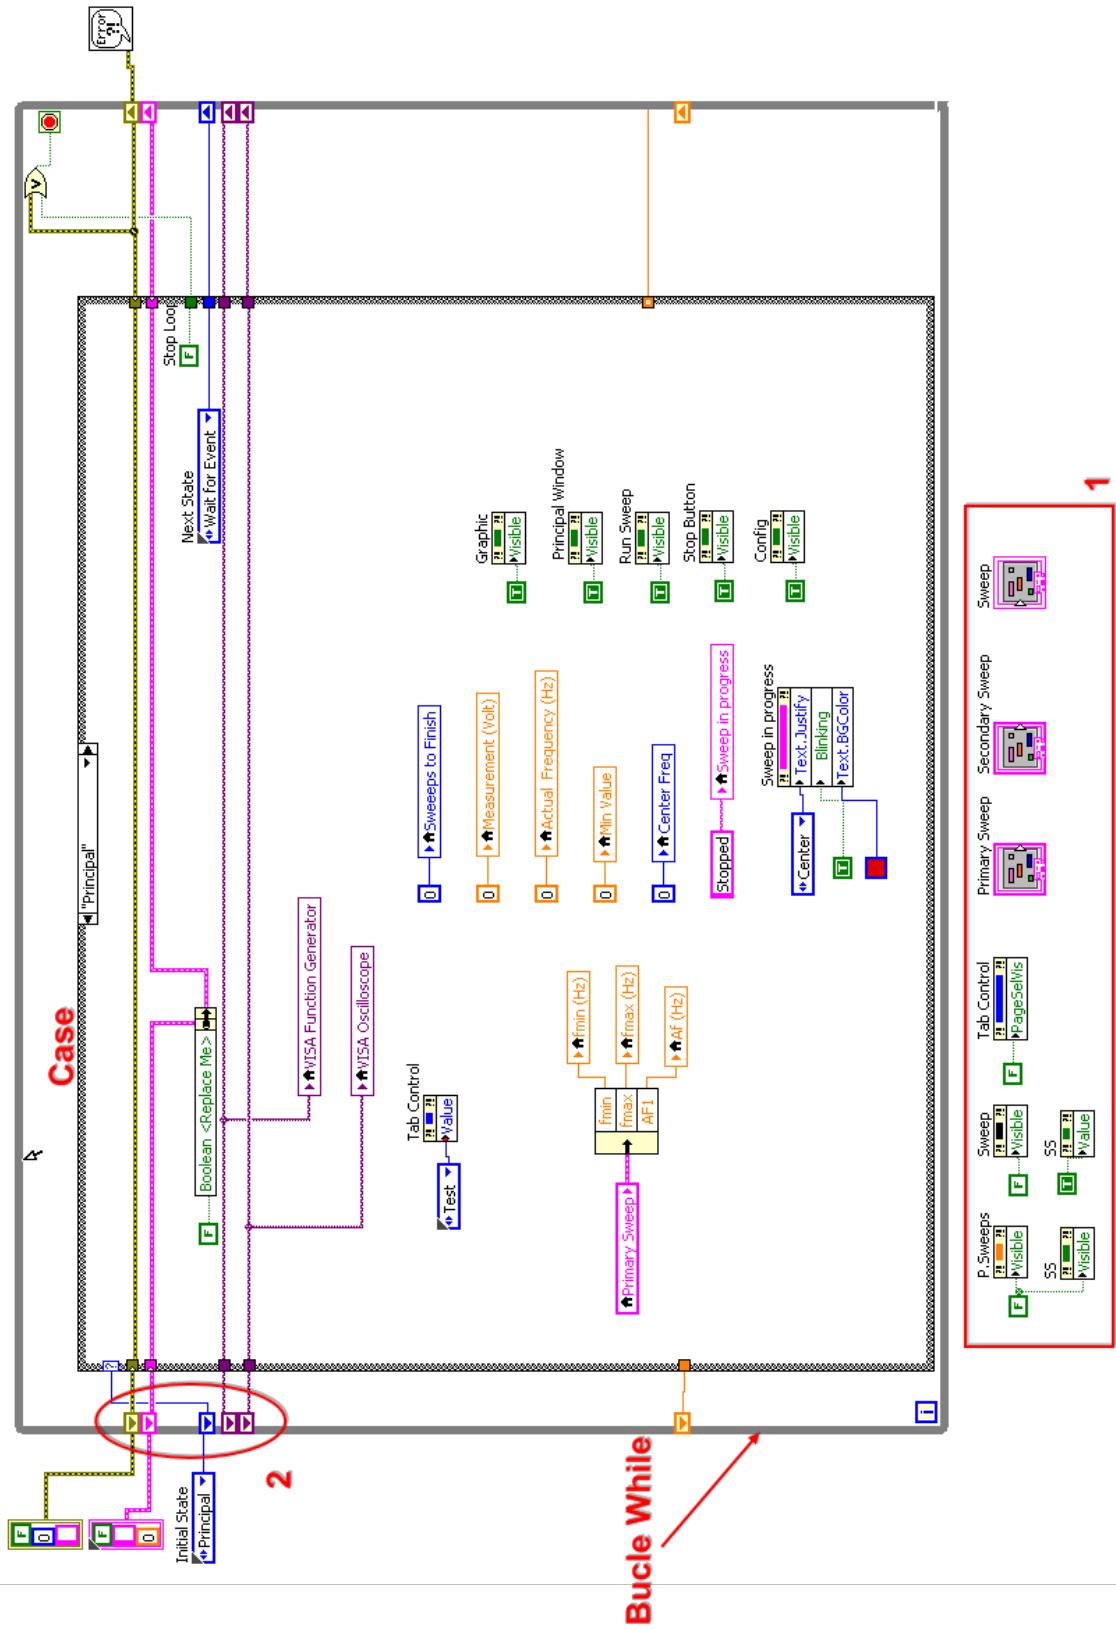 Error
?!
Case
"Principal"
Stop Loop
F
Next State
Wait for Event
Boolean <Replace Me>
F
VISA Function Generator
VISA Oscilloscope
Tab Control
Value
Test
Primary Sweep
fmin
fmax
AF1
fmin (Hz)
fmax (Hz)
Af (Hz)
0
Sweeeps to Finish
0
Measurement (Volt)
0
Actual Frequency (Hz)
0
Min Value
0
Center Freq
Stopped
Sweep in progress
Sweep in progress
Text.Justify
Blinking
Text.BGColor
Center
T
Graphic
Visible
T
Principal Window
Visible
T
Run Sweep
Visible
T
Stop Button
Visible
T
Config
Visible
T
F
0
F
0
Initial State
Principal
2
?
i
Bucle While
1
P.Sweeps
Visible
F
SS
Visible
Sweep
Visible
F
SS
Value
T
Tab Control
PageSelVis
F
Primary Sweep
Secondary Sweep
Sweep